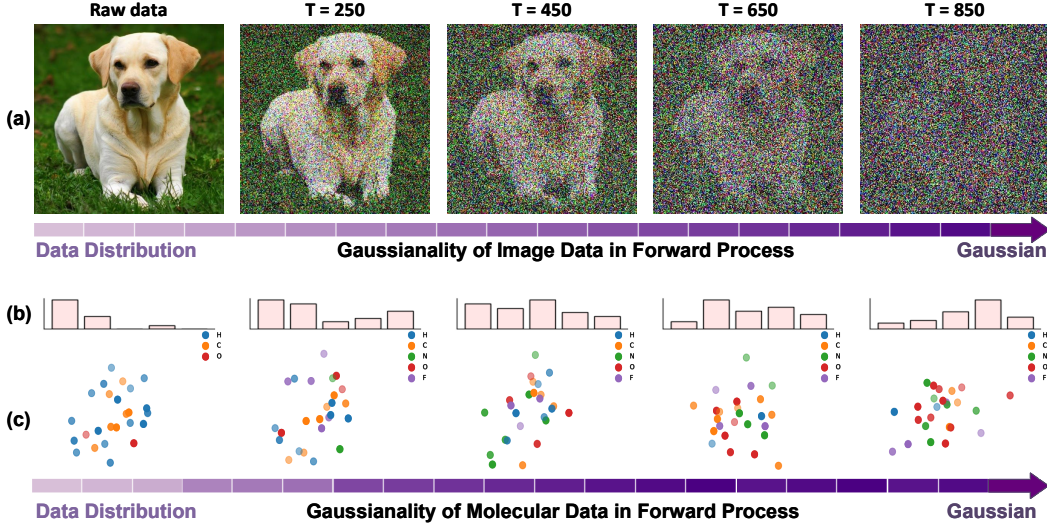 Raw data T = 250 T = 450 T = 650 T = 850
(a)
Data Distribution Gaussianality of Image Data in Forward Process Gaussian
(b)
H H H H H
C C C C C
O N N N N
O O O O
F F F F
(c)
Data Distribution Gaussianality of Molecular Data in Forward Process Gaussian